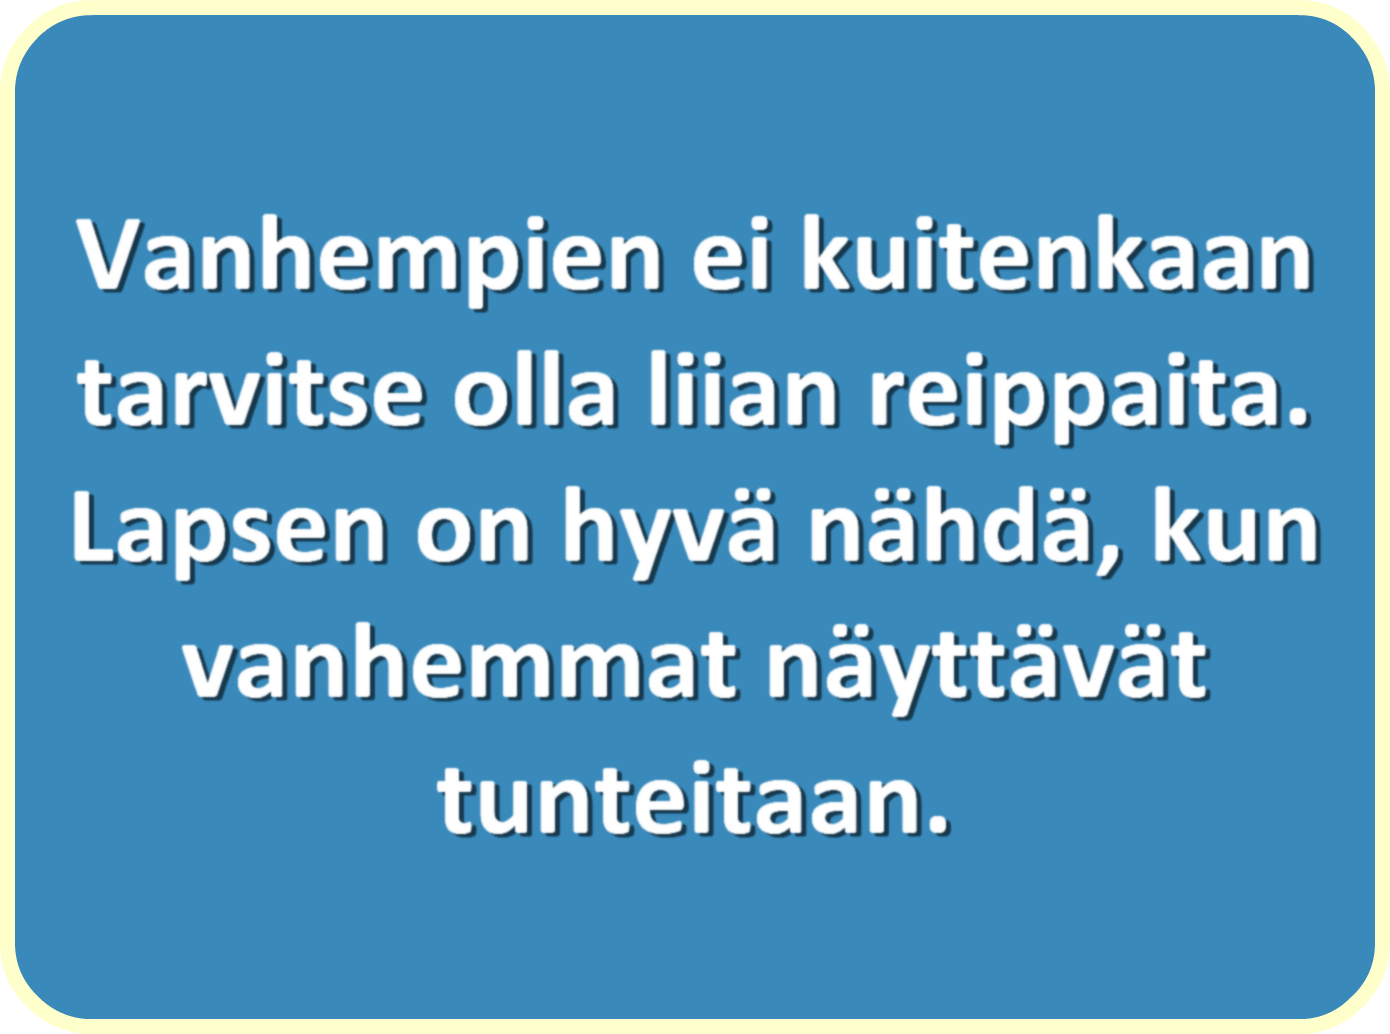 Vanhempien ei kuitenkaan
tarvitse olla liian reippaita.
Lapsen on hyvä nähdä, kun
vanhemmat näyttävät
tunteitaan.